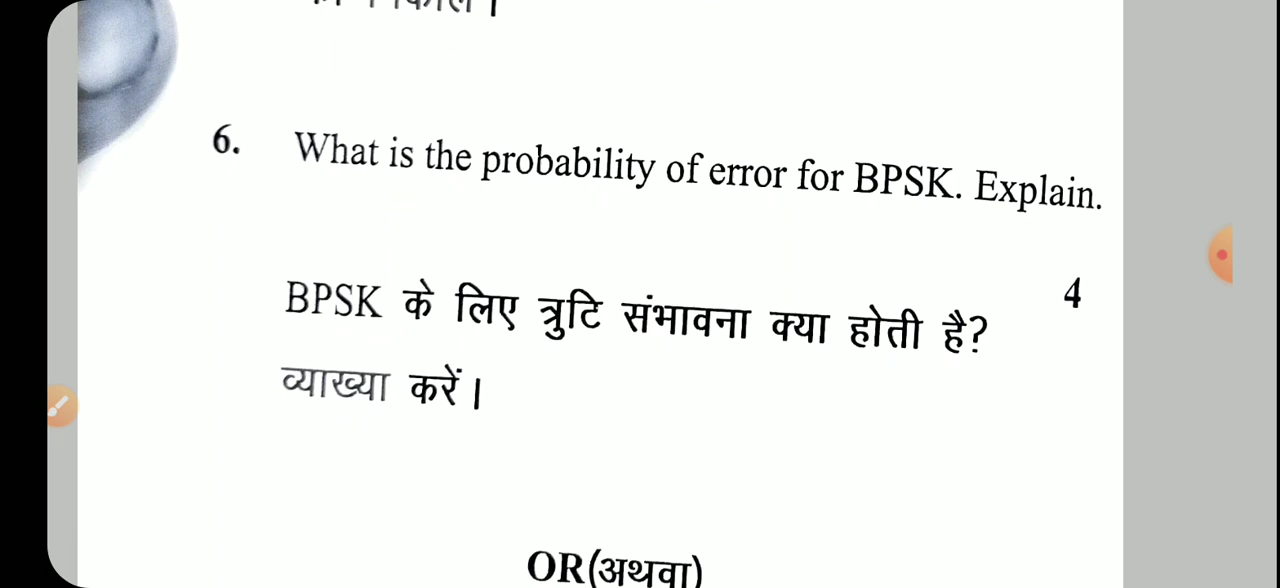 6. What is the probability of error for BPSK. Explain.
4
BPSK के लिए त्रुटि संभावना क्या होती है?
व्याख्या करें।
OR(अथवा)